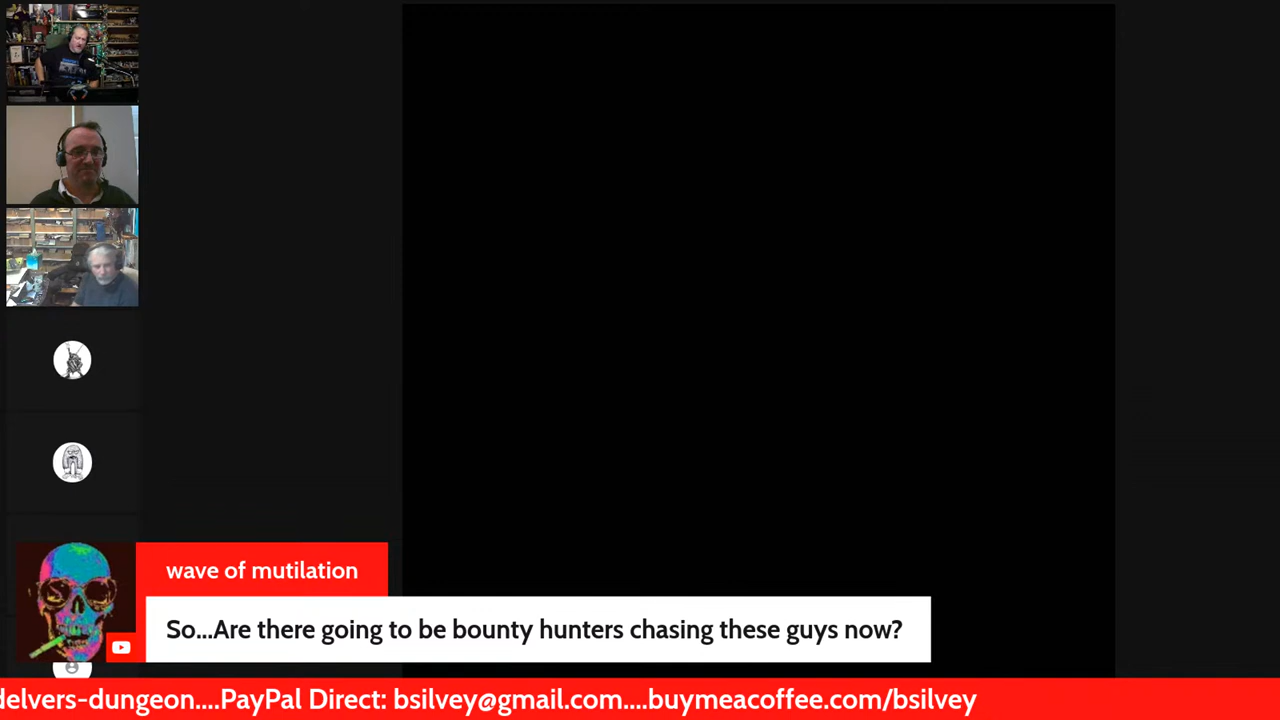 wave of mutilation
So...Are there going to be bounty hunters chasing these guys now?
delvers-dungeon....PayPal Direct: bsilvey@gmail.com....buymeacoffee.com/bsilvey